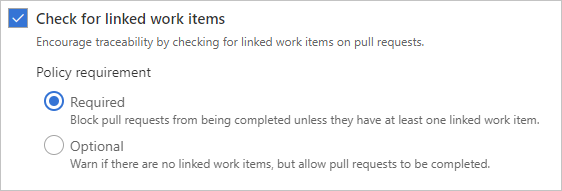 Check for linked work items
Encourage traceability by checking for linked work items on pull requests.
Policy requirement
Required
Block pull requests from being completed unless they have at least one linked work item.
Optional
Warn if there are no linked work items, but allow pull requests to be completed.